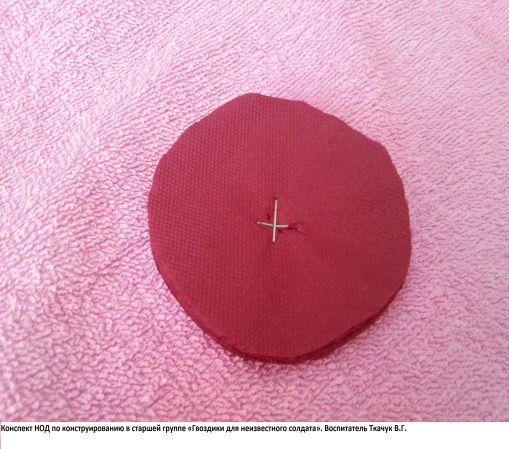 Конспект НОД по конструированию в старшей группе «Гвоздики для неизвестного солдата». Воспитатель Ткачук В.Г.